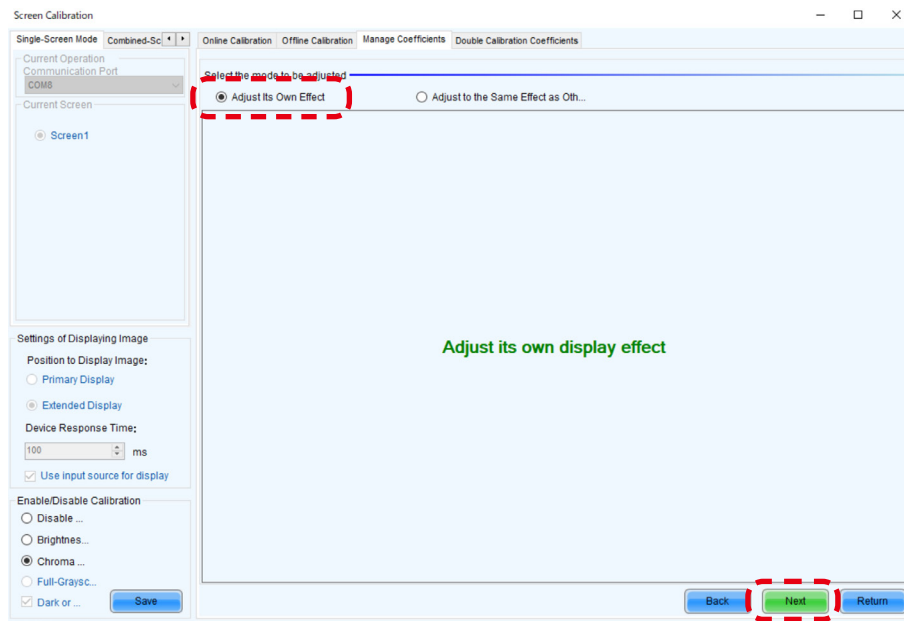 Screen Calibration
Single-Screen Mode Combined-Sc
Current Operation
Communication Port
COM8
Current Screen
Screen1
Settings of Displaying Image
Position to Display Image:
Primary Display
Extended Display
Device Response Time:
100 ms
Use input source for display
Enable/Disable Calibration
Disable ...
Brightnes...
Chroma ...
Full-Graysc...
Dark or ... Save
Online Calibration Offline Calibration Manage Coefficients Double Calibration Coefficients
Select the mode to be adjusted
Adjust Its Own Effect Adjust to the Same Effect as Oth...
Adjust its own display effect
Back Next Return